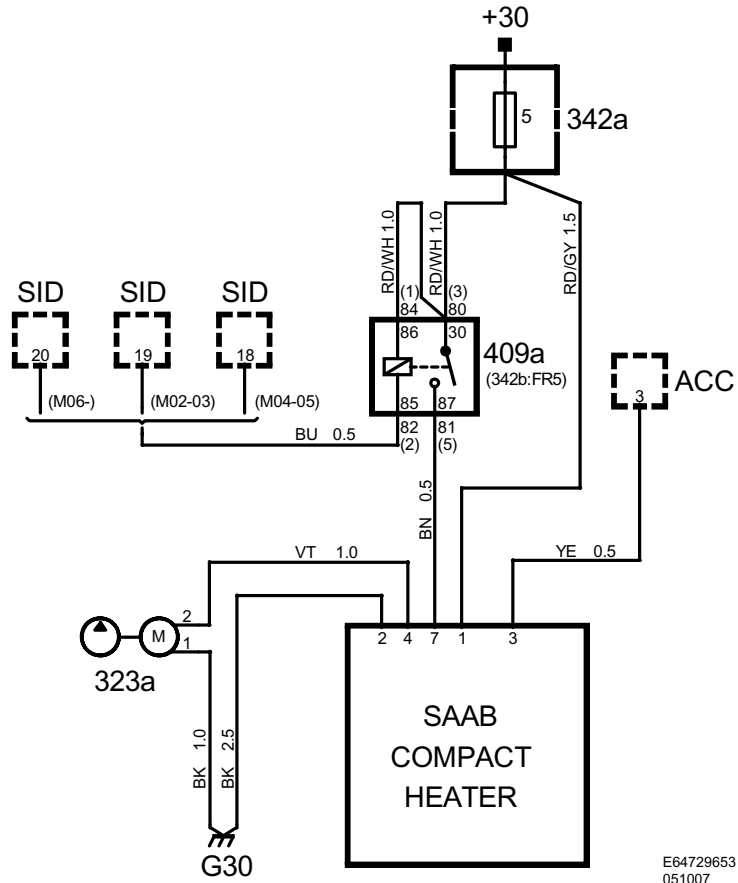 +30
5
342a
RD/WH 1.0
RD/WH 1.0
RD/GY 1.5
SID
SID
SID
20
19
18
(M06-)
(M02-03)
(M04-05)
(1)
(3)
84
80
86
30
409a
(342b:FR5)
85
87
82
81
(2)
(5)
BU 0.5
ACC
3
BN 0.5
YE 0.5
VT 1.0
2
M
1
323a
BK 1.0
BK 2.5
G30
2 4 7 1 3
SAAB
COMPACT
HEATER
E64729653
051007